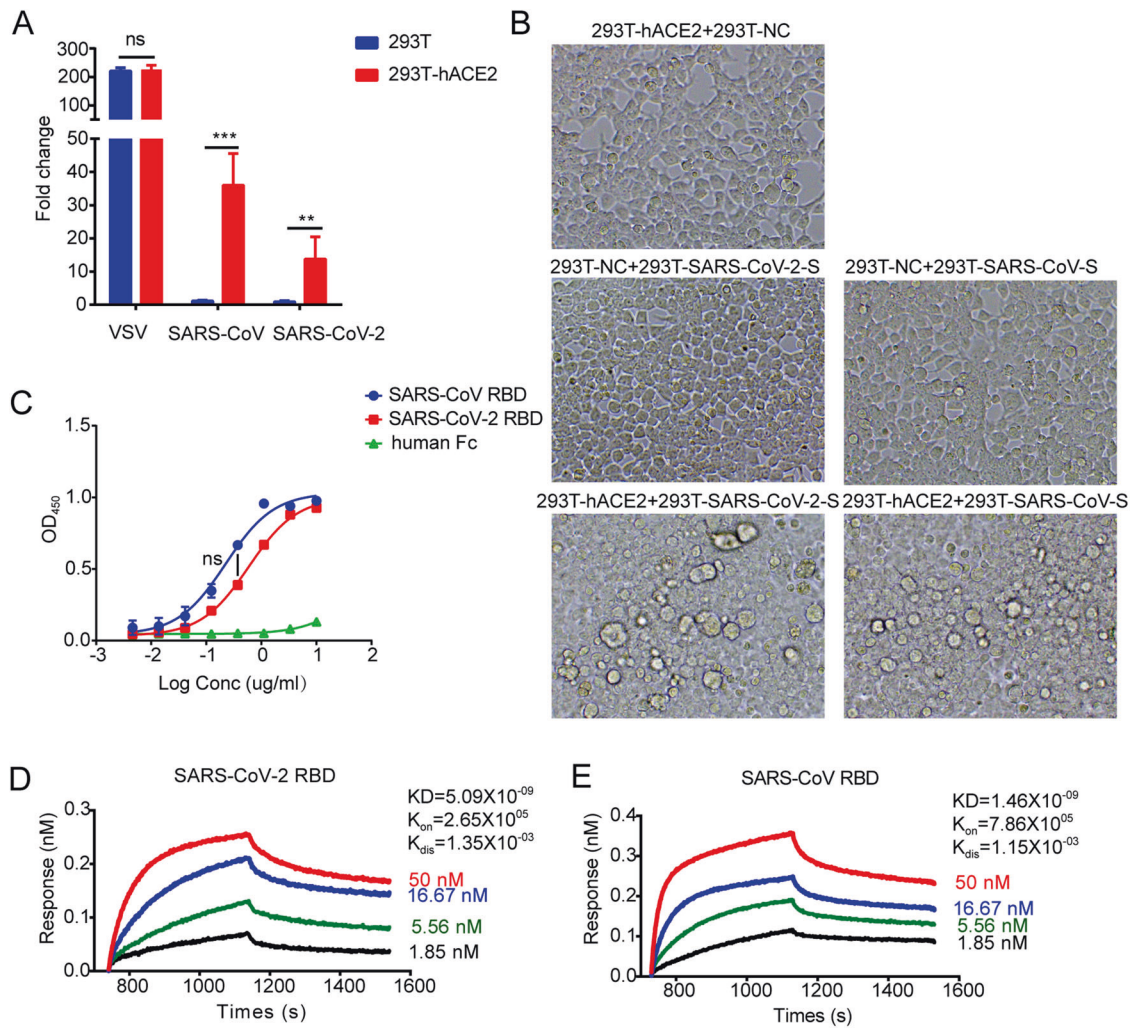 A
ns
293T
293T-hACE2
300
200
100
50
40
30
20
10
0
Fold change
***
**
VSV
SARS-CoV
SARS-CoV-2
B
293T-hACE2+293T-NC
293T-NC+293T-SARS-CoV-2-S
293T-NC+293T-SARS-CoV-S
293T-hACE2+293T-SARS-CoV-2-S
293T-hACE2+293T-SARS-CoV-S
C
SARS-CoV RBD
SARS-CoV-2 RBD
human Fc
1.5
1.0
0.5
0.0
OD450
ns
-3 -2 -1 0 1 2
Log Conc (ug/ml)
D
SARS-CoV-2 RBD
KD=5.09X10-09
Kon=2.65X1005
Kdis=1.35X10-03
0.3
0.2
0.1
0.0
Response (nM)
50 nM
16.67 nM
5.56 nM
1.85 nM
800 1000 1200 1400 1600
Times (s)
E
SARS-CoV RBD
KD=1.46X10-09
Kon=7.86X1005
Kdis=1.15X10-03
0.4
0.3
0.2
0.1
0.0
Response (nM)
50 nM
16.67 nM
5.56 nM
1.85 nM
800 1000 1200 1400 1600
Times (s)